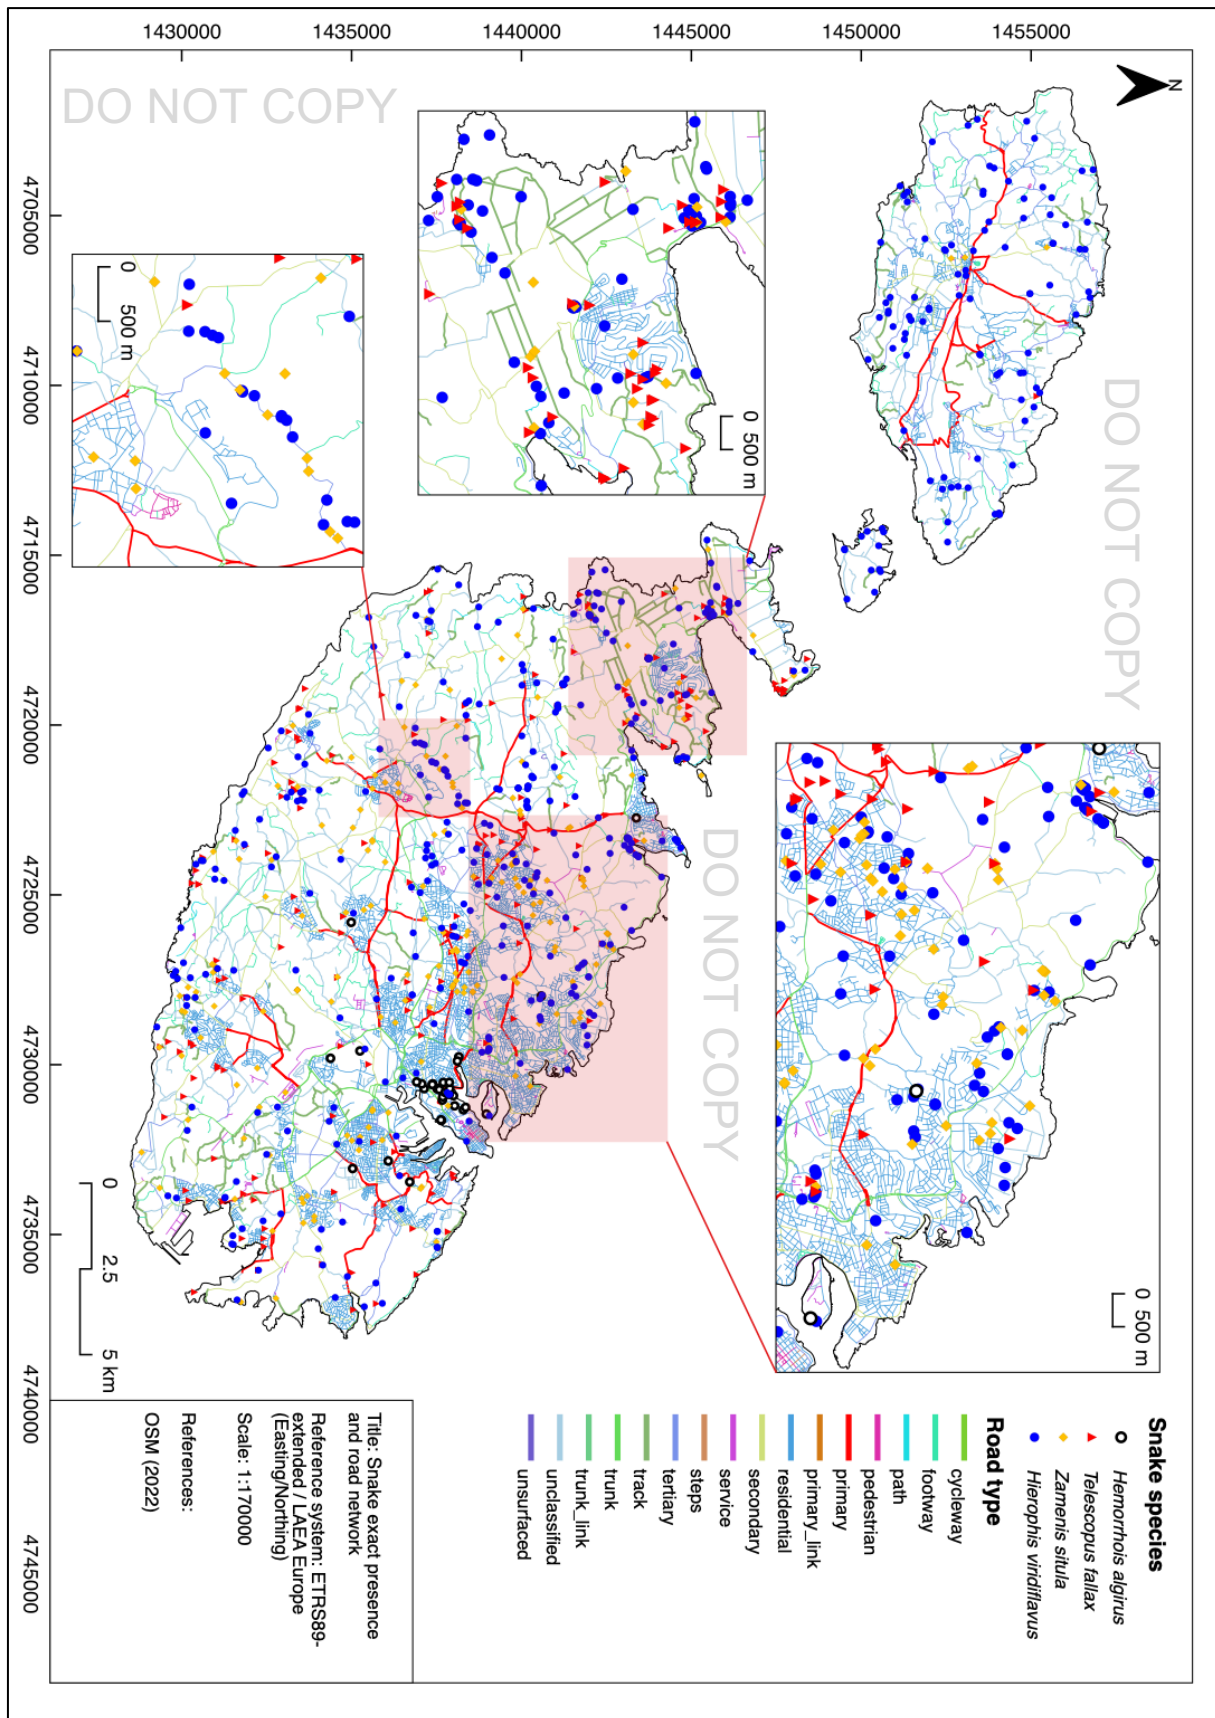 1430000
1435000
1440000
1445000
1450000
1455000
4705000
4710000
4715000
4720000
4725000
4730000
4735000
4740000
4745000
N
DO NOT COPY
DO NOT COPY
DO NOT COPY
0 500 m
0 500 m
0 500 m
0 2.5 5 km
Snake species
Hemorrhois algirus
Telescopus fallax
Zamenis situla
Hierophis viridiflavus
Road type
cycleway
footway
path
pedestrian
primary
primary_link
residential
secondary
service
steps
tertiary
track
trunk
trunk_link
unclassified
unsurfaced
Title: Snake exact presence
and road network
Reference system: ETRS89-
extended / LAEA Europe
(Easting/Northing)
Scale: 1:170000
References:
OSM (2022)